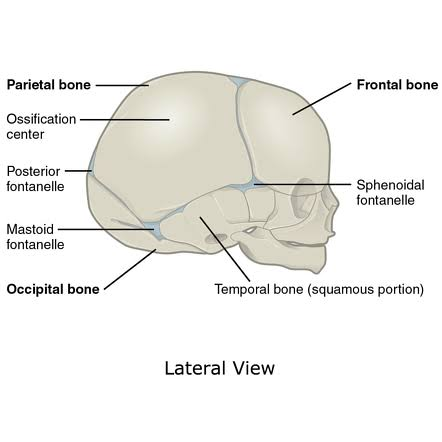 Parietal bone
Frontal bone
Ossification
center
Posterior
fontanelle
Sphenoidal
fontanelle
Mastoid
fontanelle
Occipital bone
Temporal bone (squamous portion)
Lateral View